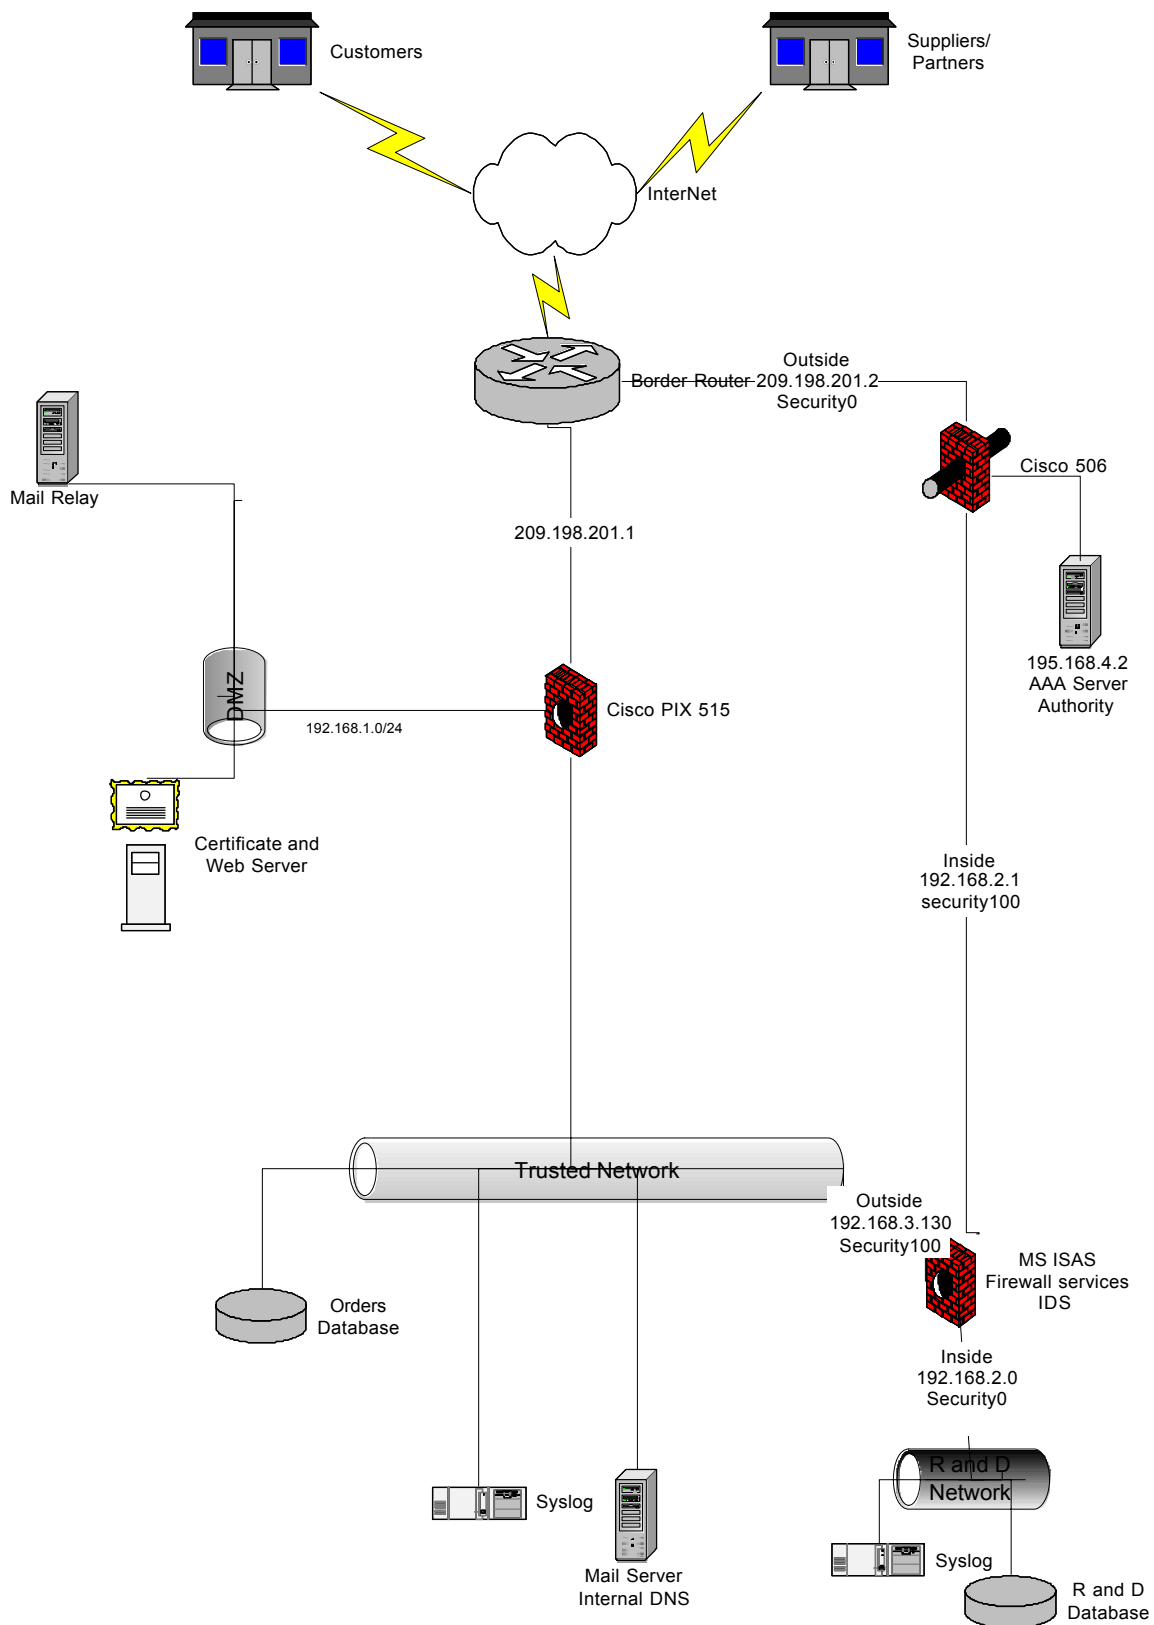 Customers
Suppliers/
Partners
InterNet
Outside
Border Router 209.198.201.2
Security0
Cisco 506
Mail Relay
209.198.201.1
195.168.4.2
AAA Server
Authority
DMZ
192.168.1.0/24
Cisco PIX 515
Certificate and
Web Server
Inside
192.168.2.1
security100
Trusted Network
Outside
192.168.3.130
Security100
MS ISAS
Firewall services
IDS
Orders
Database
Inside
192.168.2.0
Security0
R and D
Network
Syslog
Mail Server
Internal DNS
Syslog
R and D
Database